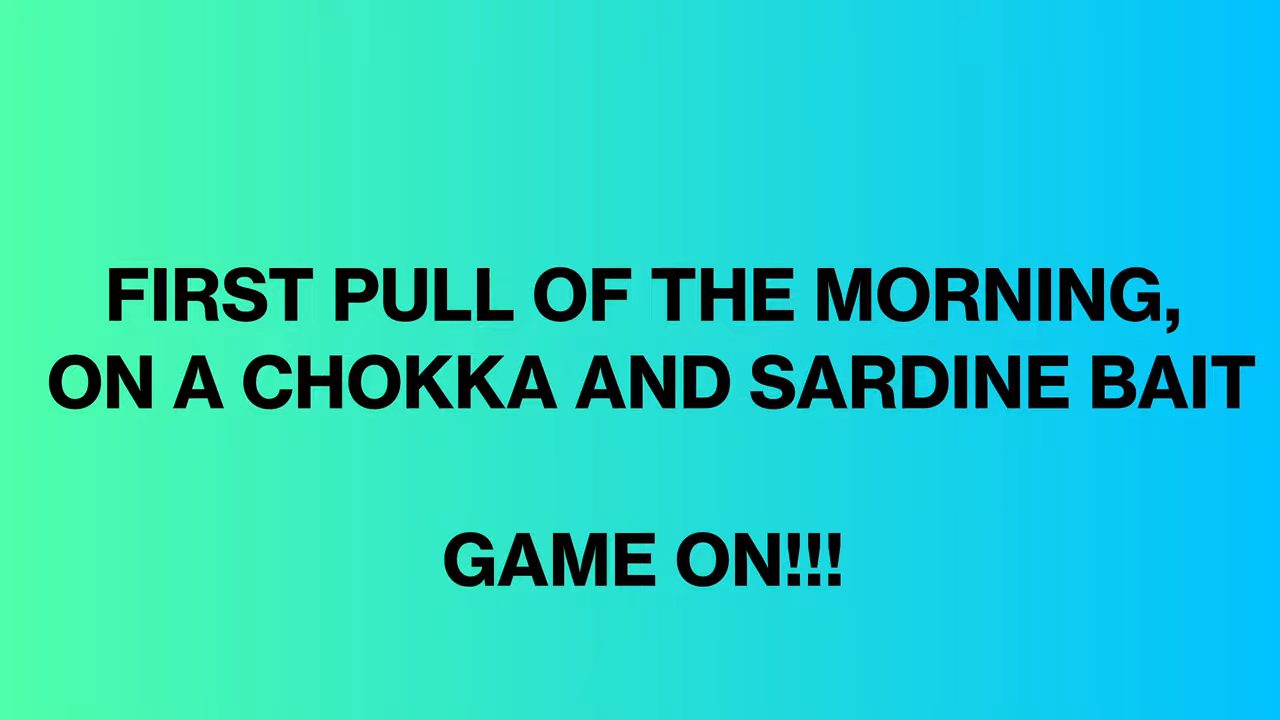 FIRST PULL OF THE MORNING,
ON A CHOKKA AND SARDINE BAIT
GAME ON!!!